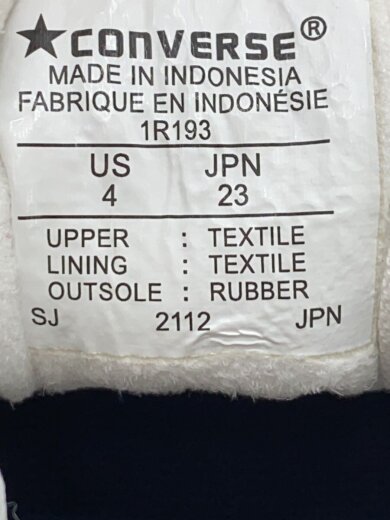 ★CONVERSE®
MADE IN INDONESIA
FABRIQUE EN INDONÉSIE
1R193
US JPN
4 23
UPPER : TEXTILE
LINING : TEXTILE
OUTSOLE : RUBBER
SJ 2112 JPN